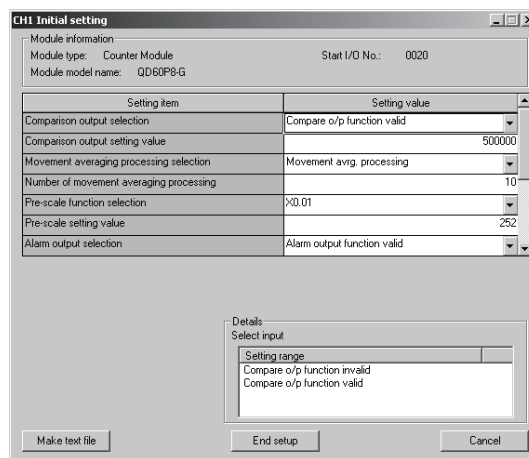 CH1 Initial setting
Module information
Module type: Counter Module Start I/O No.: 0020
Module model name: QD60P8-G
Setting item Setting value
Comparison output selection Compare o/p function valid
Comparison output setting value 500000
Movement averaging processing selection Movement avrg. processing
Number of movement averaging processing 10
Pre-scale function selection X0.01
Pre-scale setting value 252
Alarm output selection Alarm output function valid
Details
Select input
Setting range
Compare o/p function invalid
Compare o/p function valid
Make text file End setup Cancel